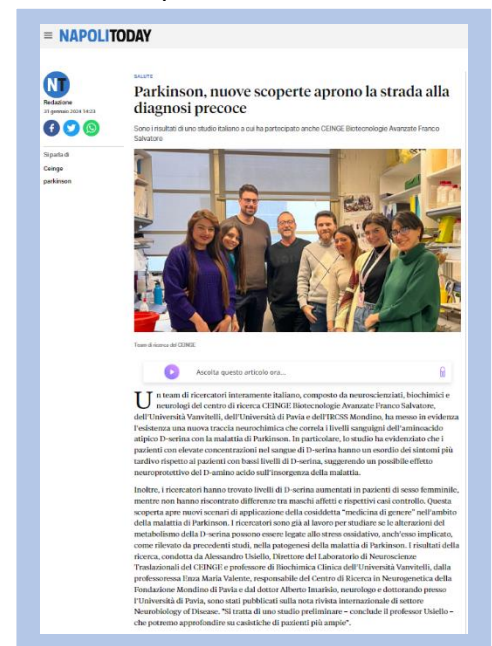 NAPOLITODAY
NT
Redazione
31 gennaio 2024 14:23
Si parla di
Ceinge
parkinson
SALUTE
Parkinson, nuove scoperte aprono la strada alla
diagnosi precoce
Sono i risultati di uno studio italiano a cui ha partecipato anche CEINGE Biotecnologie Avanzate Franco
Salvatore
Team di ricerca del CEINGE
Ascolta questo articolo ora...
Un team di ricercatori interamente italiano, composto da neuroscienziati, biochimici e
neurologi del centro di ricerca CEINGE Biotecnologie Avanzate Franco Salvatore,
dell'Università Vanvitelli, dell'Università di Pavia e dell'IRCSS Mondino, ha messo in evidenza
l'esistenza una nuova traccia neurochimica che correla i livelli sanguigni dell'aminoacido
atipico D-serina con la malattia di Parkinson. In particolare, lo studio ha evidenziato che i
pazienti con elevate concentrazioni nel sangue di D-serina hanno un esordio dei sintomi più
tardivo rispetto ai pazienti con bassi livelli di D-serina, suggerendo un possibile effetto
neuroprotettivo del D-amino acido sull'insorgenza della malattia.
Inoltre, i ricercatori hanno trovato livelli di D-serina aumentati in pazienti di sesso femminile,
mentre non hanno riscontrato differenze tra maschi affetti e rispettivi casi controllo. Questa
scoperta apre nuovi scenari di applicazione della cosiddetta “medicina di genere” nell'ambito
della malattia di Parkinson. I ricercatori sono già al lavoro per studiare se le alterazioni del
metabolismo della D-serina possono essere legate allo stress ossidativo, anch'esso implicato,
come rilevato da precedenti studi, nella patogenesi della malattia di Parkinson. I risultati della
ricerca, condotta da Alessandro Usiello, Direttore del Laboratorio di Neuroscienze
Traslazionali del CEINGE e professore di Biochimica Clinica dell'Università Vanvitelli, dalla
professoressa Enza Maria Valente, responsabile del Centro di Ricerca in Neurogenetica della
Fondazione Mondino di Pavia e dal dottor Alberto Imarisio, neurologo e dottorando presso
l'Università di Pavia, sono stati pubblicati sulla nota rivista internazionale di settore
Neurobiology of Disease. "Si tratta di uno studio preliminare – conclude il professor Usiello –
che potremo approfondire su casistiche di pazienti più ampie".